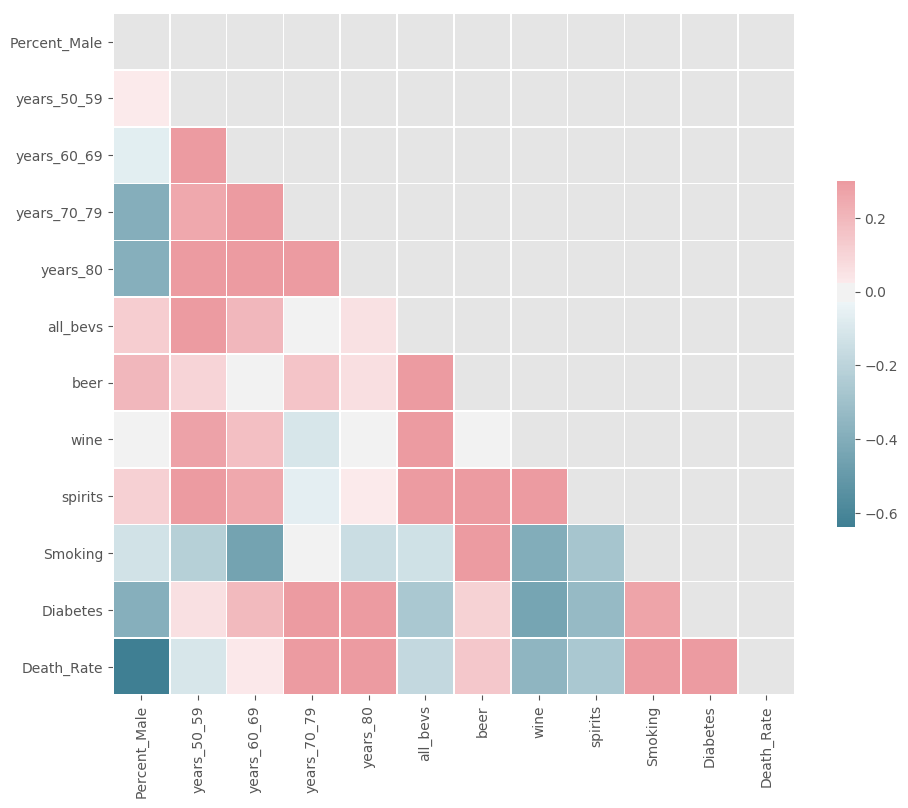 Percent_Male
years_50_59
years_60_69
years_70_79
years_80
all_bevs
beer
wine
spirits
Smoking
Diabetes
Death_Rate
Percent_Male
years_50_59
years_60_69
years_70_79
years_80
all_bevs
beer
wine
spirits
Smoking
Diabetes
Death_Rate
0.2
0.0
−0.2
−0.4
−0.6